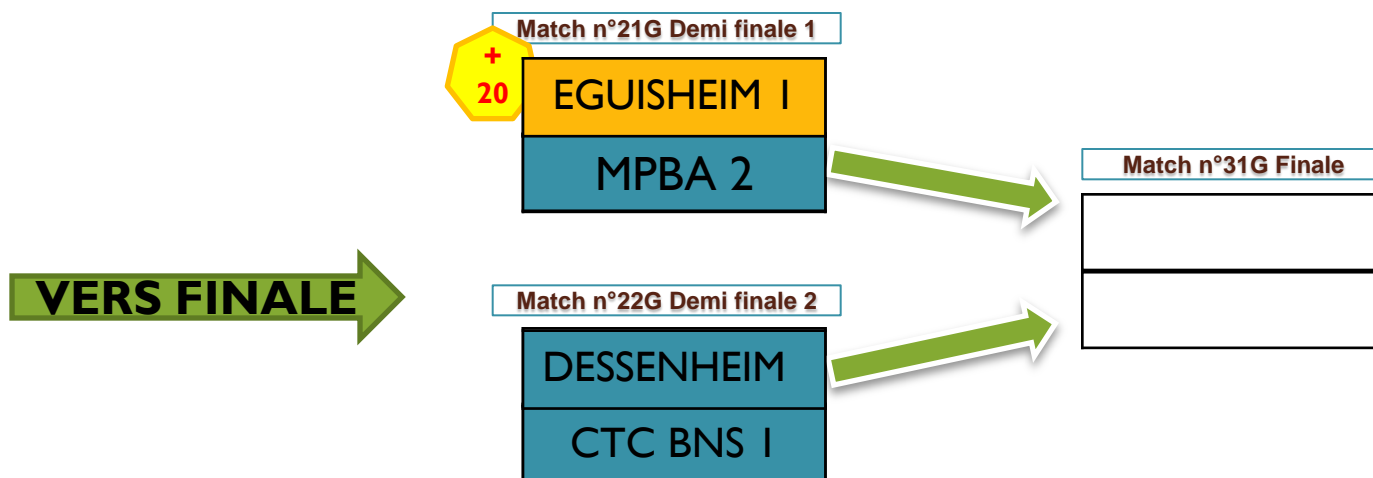 Match n°21G Demi finale 1
+
20
EGUISHEIM 1
MPBA 2
Match n°31G Finale
VERS FINALE
Match n°22G Demi finale 2
DESSENHEIM
CTC BNS 1